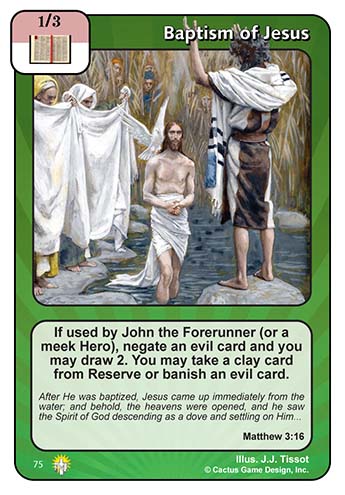 1/3
Baptism of Jesus
If used by John the Forerunner (or a
meek Hero), negate an evil card and you
may draw 2. You may take a clay card
from Reserve or banish an evil card.
After He was baptized, Jesus came up immediately from the
water; and behold, the heavens were opened, and he saw
the Spirit of God descending as a dove and settling on Him...
Matthew 3:16
75
Illus. J.J. Tissot
© Cactus Game Design, Inc.